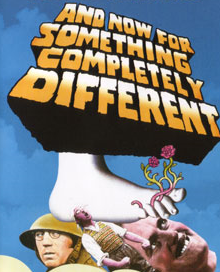 AND NOW FOR
SOMETHING
COMPLETELY
DIFFERENT